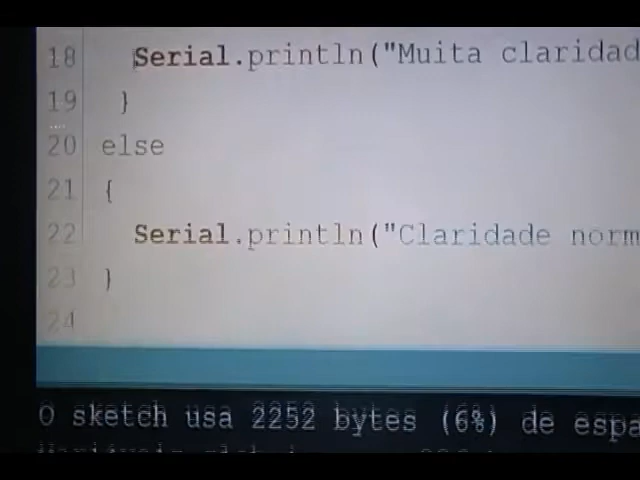 18 Serial.println("Muita claridad
19 }
20 else
21 {
22 Serial.println("Claridade norm
23 }
24
O sketch usa 2252 bytes (6%) de espa